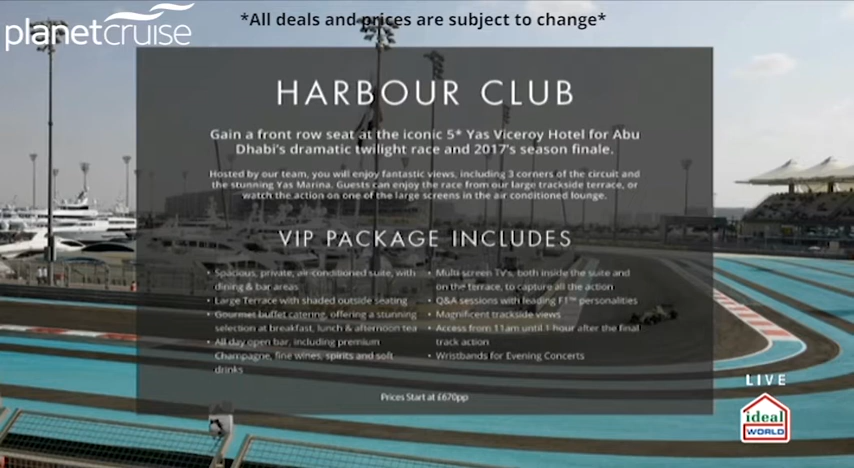 *All deals and prices are subject to change*
planetcruise
HARBOUR CLUB
Gain a front row seat at the iconic 5* Yas Viceroy Hotel for Abu
Dhabi's dramatic twilight race and 2017's season finale.
Hosted by our team, you will enjoy fantastic views, including 3 corners of the circuit and
the stunning Yas Marina. Guests can enjoy the race from our large trackside terrace, or
watch the action on one of the large screens in the air conditioned lounge.
VIP PACKAGE INCLUDES
• Spacious, private, air-conditioned suite, with
dining & bar areas
• Large Terrace with shaded outside seating
• Gourmet buffet catering, offering a stunning
selection at breakfast, lunch & afternoon tea
• All day open bar, including premium
Champagne, fine wines, spirits and soft
drinks
• Multi screen TV's, both inside the suite and
on the terrace, to capture all the action
• Q&A sessions with leading F1™ personalities
• Magnificent trackside views
• Access from 11am until 1 hour after the final
track action
• Wristbands for Evening Concerts
Prices Start at £670pp
LIVE
ideal
WORLD